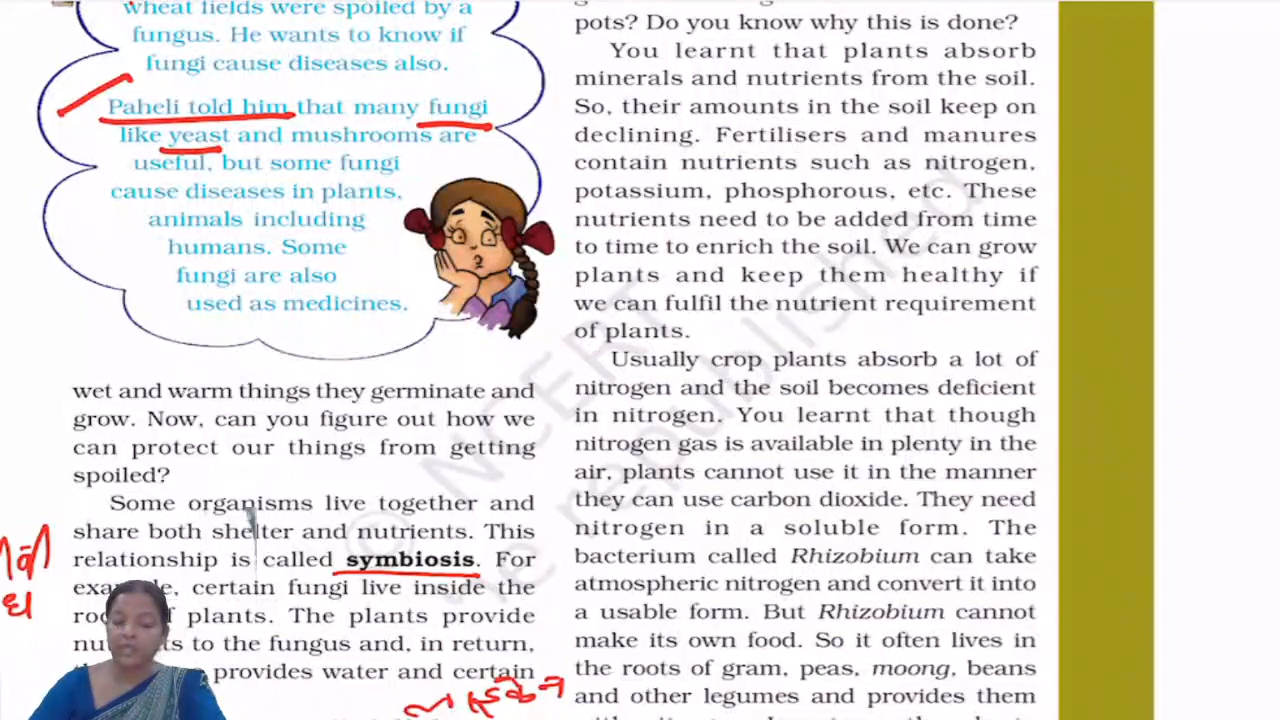 wheat fields were spoiled by a
fungus. He wants to know if
fungi cause diseases also.
Paheli told him that many fungi
like yeast and mushrooms are
useful, but some fungi
cause diseases in plants,
animals including
humans. Some
fungi are also
used as medicines.
wet and warm things they germinate and
grow. Now, can you figure out how we
can protect our things from getting
spoiled?
Some organisms live together and
share both shelter and nutrients. This
relationship is called symbiosis. For
certain fungi live inside the
plants. The plants provide
to the fungus and, in return,
provides water and certain
pots? Do you know why this is done?
You learnt that plants absorb
minerals and nutrients from the soil.
So, their amounts in the soil keep on
declining. Fertilisers and manures
contain nutrients such as nitrogen,
potassium, phosphorous, etc. These
nutrients need to be added from time
to time to enrich the soil. We can grow
plants and keep them healthy if
we can fulfil the nutrient requirement
of plants.
Usually crop plants absorb a lot of
nitrogen and the soil becomes deficient
in nitrogen. You learnt that though
nitrogen gas is available in plenty in the
air, plants cannot use it in the manner
they can use carbon dioxide. They need
nitrogen in a soluble form. The
bacterium called Rhizobium can take
atmospheric nitrogen and convert it into
a usable form. But Rhizobium cannot
make its own food. So it often lives in
the roots of gram, peas, moong, beans
and other legumes and provides them
© NCERT
be republished